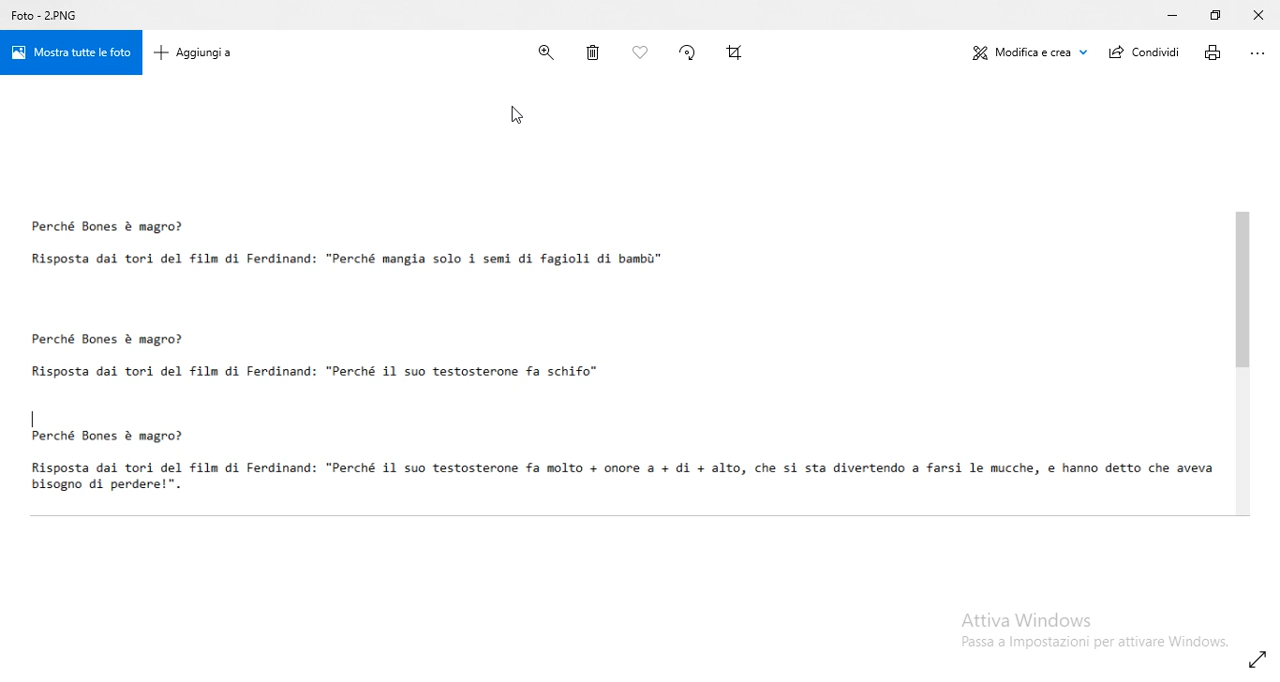 Foto - 2.PNG
Mostra tutte le foto
Aggiungi a
Modifica e crea
Condividi
Perché Bones è magro?
Risposta dai tori del film di Ferdinand: "Perché mangia solo i semi di fagioli di bambù"
Perché Bones è magro?
Risposta dai tori del film di Ferdinand: "Perché il suo testosterone fa schifo"
Perché Bones è magro?
Risposta dai tori del film di Ferdinand: "Perché il suo testosterone fa molto + onore a + di + alto, che si sta divertendo a farsi le mucche, e hanno detto che aveva
bisogno di perdere!".
Attiva Windows
Passa a Impostazioni per attivare Windows.